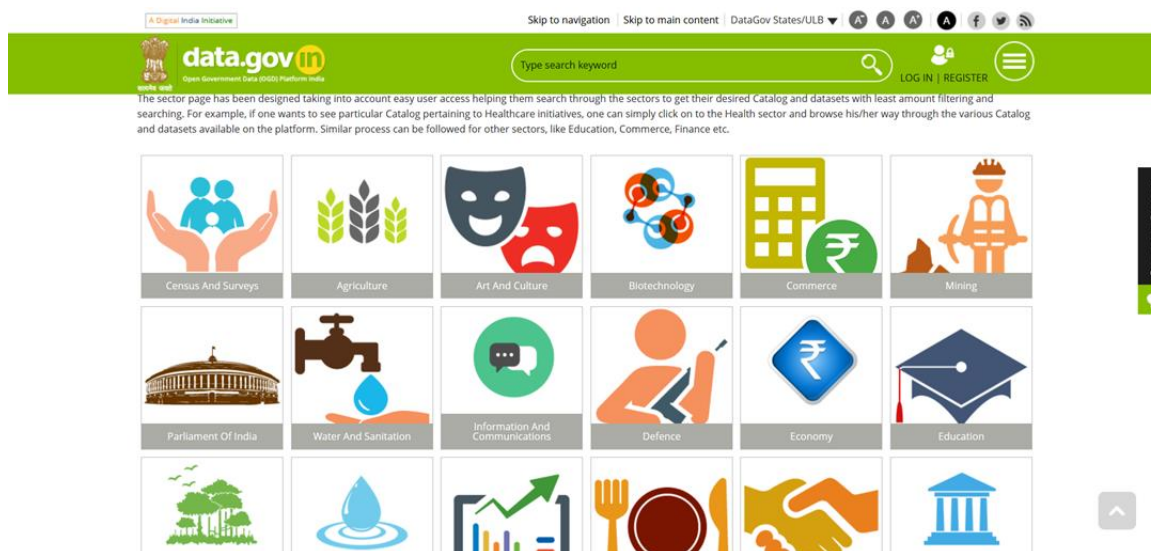 A Digital India Initiative
Skip to navigation Skip to main content DataGov States/ULB
A- A A+ A
data.gov in
Open Government Data (OGD) Platform India
सत्यमेव जयते
Type search keyword
LOG IN | REGISTER
The sector page has been designed taking into account easy user access helping them search through the sectors to get their desired Catalog and datasets with least amount filtering and
searching. For example, if one wants to see particular Catalog pertaining to Healthcare initiatives, one can simply click on to the Health sector and browse his/her way through the various Catalog
and datasets available on the platform. Similar process can be followed for other sectors, like Education, Commerce, Finance etc.
Census And Surveys
Agriculture
Art And Culture
Biotechnology
₹
Commerce
Mining
Parliament Of India
Water And Sanitation
Information And
Communications
Defence
₹
Economy
Education